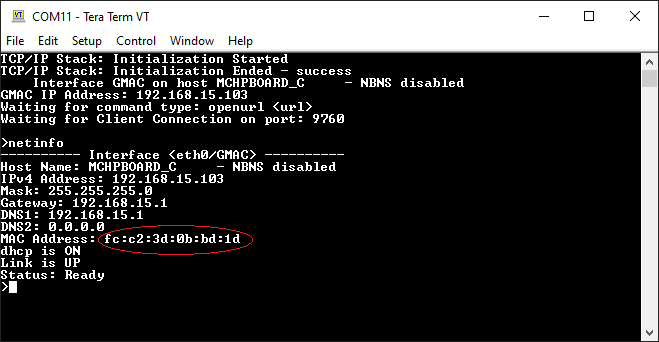 COM11 - Tera Term VT
File Edit Setup Control Window Help
TCP/IP Stack: Initialization Started
TCP/IP Stack: Initialization Ended - success
    Interface GMAC on host MCHPBOARD_C     - NBNS disabled
GMAC IP Address: 192.168.15.103
Waiting for command type: openurl <url>
Waiting for Client Connection on port: 9760
>netinfo
---------- Interface <eth0/GMAC> ----------
Host Name: MCHPBOARD_C     - NBNS disabled
IPv4 Address: 192.168.15.103
Mask: 255.255.255.0
Gateway: 192.168.15.1
DNS1: 192.168.15.1
DNS2: 0.0.0.0
MAC Address: fc:c2:3d:0b:bd:1d
dhcp is ON
Link is UP
Status: Ready
>